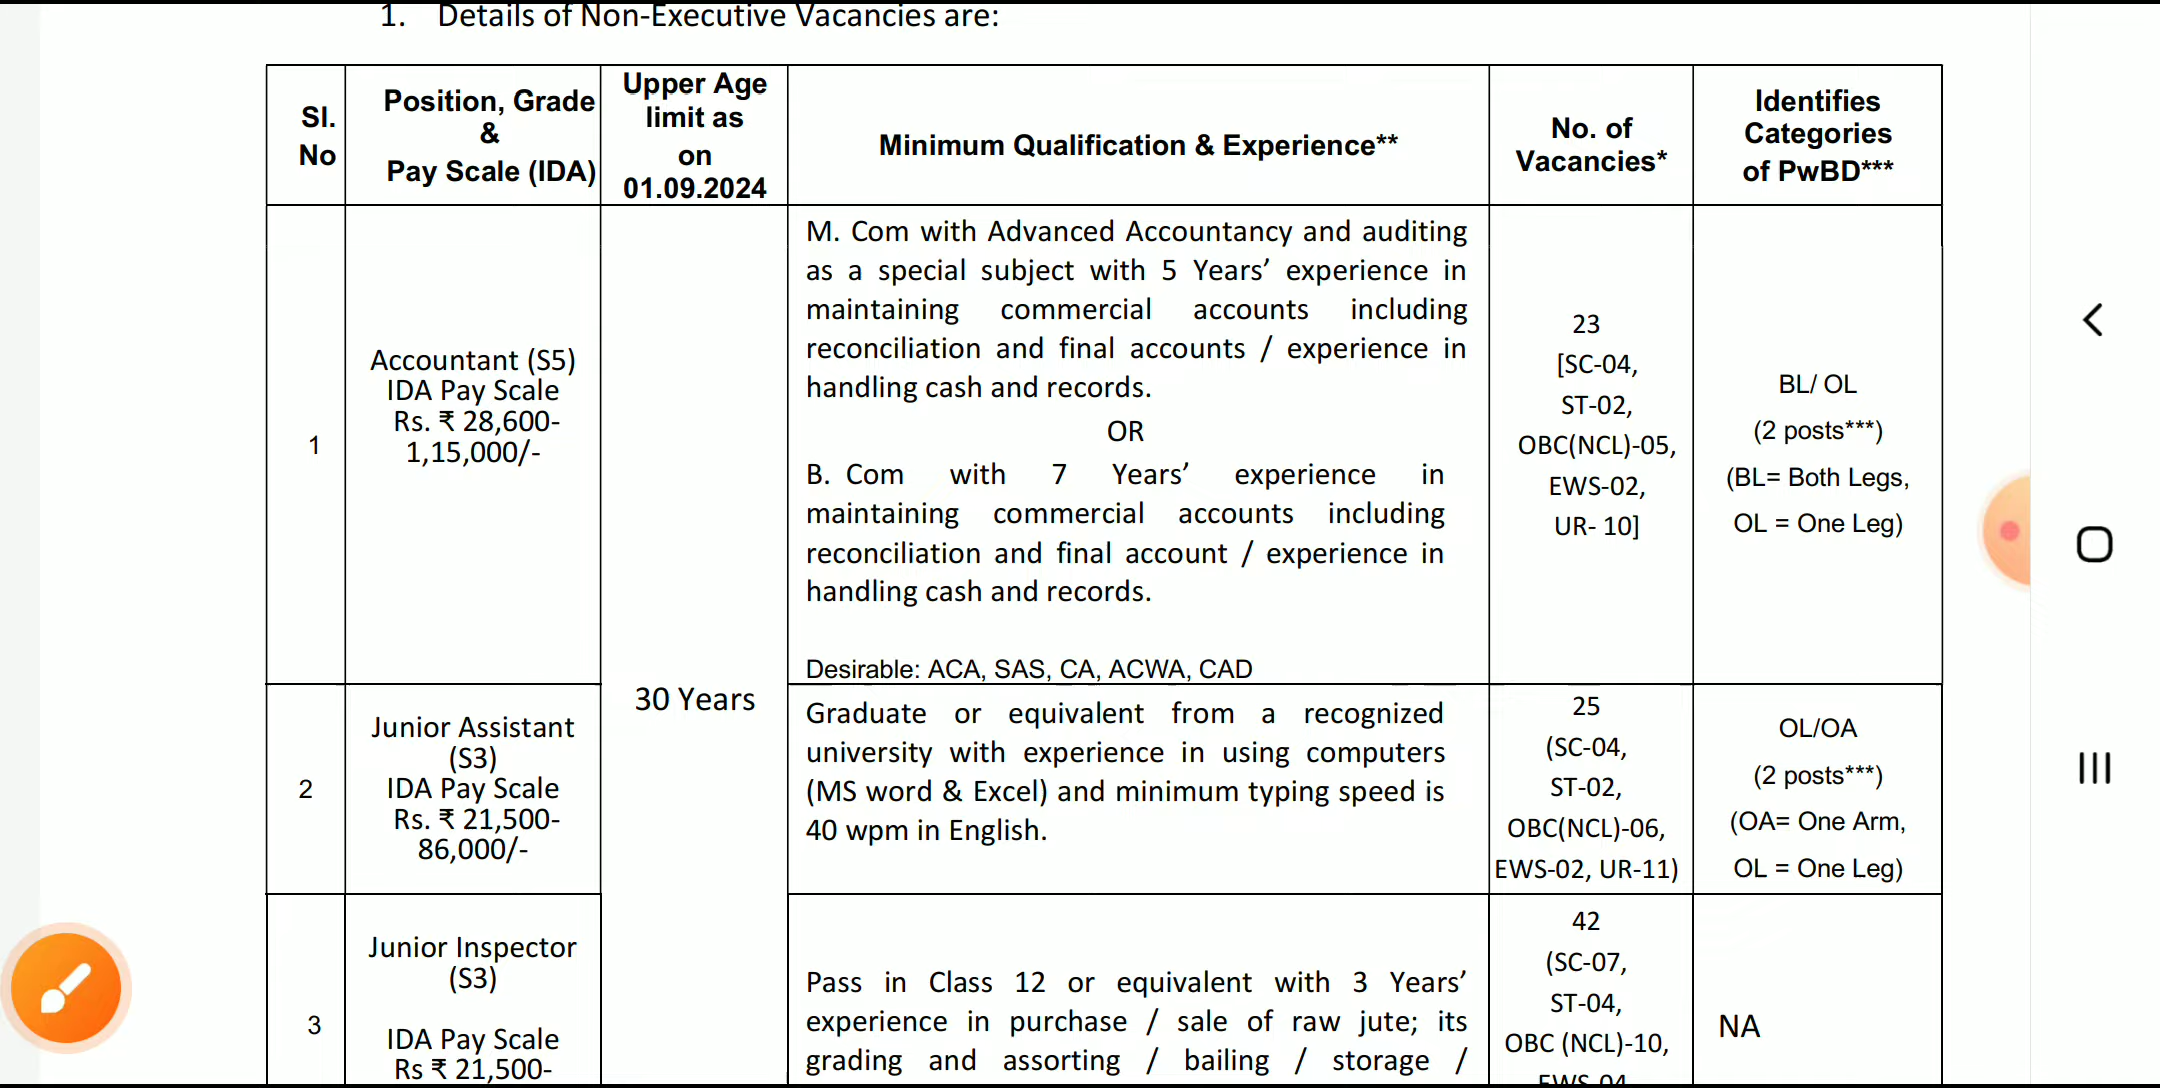 1. Details of Non-Executive Vacancies are:
Sl.
No
Position, Grade
&
Pay Scale (IDA)
Upper Age
limit as
on
01.09.2024
Minimum Qualification & Experience**
No. of
Vacancies*
Identifies
Categories
of PwBD***
1
Accountant (S5)
IDA Pay Scale
Rs. ₹ 28,600-
1,15,000/-
30 Years
M. Com with Advanced Accountancy and auditing
as a special subject with 5 Years’ experience in
maintaining commercial accounts including
reconciliation and final accounts / experience in
handling cash and records.
OR
B. Com with 7 Years’ experience in
maintaining commercial accounts including
reconciliation and final account / experience in
handling cash and records.
Desirable: ACA, SAS, CA, ACWA, CAD
23
[SC-04,
ST-02,
OBC(NCL)-05,
EWS-02,
UR- 10]
BL/ OL
(2 posts***)
(BL= Both Legs,
OL = One Leg)
2
Junior Assistant
(S3)
IDA Pay Scale
Rs. ₹ 21,500-
86,000/-
Graduate or equivalent from a recognized
university with experience in using computers
(MS word & Excel) and minimum typing speed is
40 wpm in English.
25
(SC-04,
ST-02,
OBC(NCL)-06,
EWS-02, UR-11)
OL/OA
(2 posts***)
(OA= One Arm,
OL = One Leg)
3
Junior Inspector
(S3)
IDA Pay Scale
Rs ₹ 21,500-
Pass in Class 12 or equivalent with 3 Years’
experience in purchase / sale of raw jute; its
grading and assorting / bailing / storage /
42
(SC-07,
ST-04,
OBC (NCL)-10,
EWS-04
NA